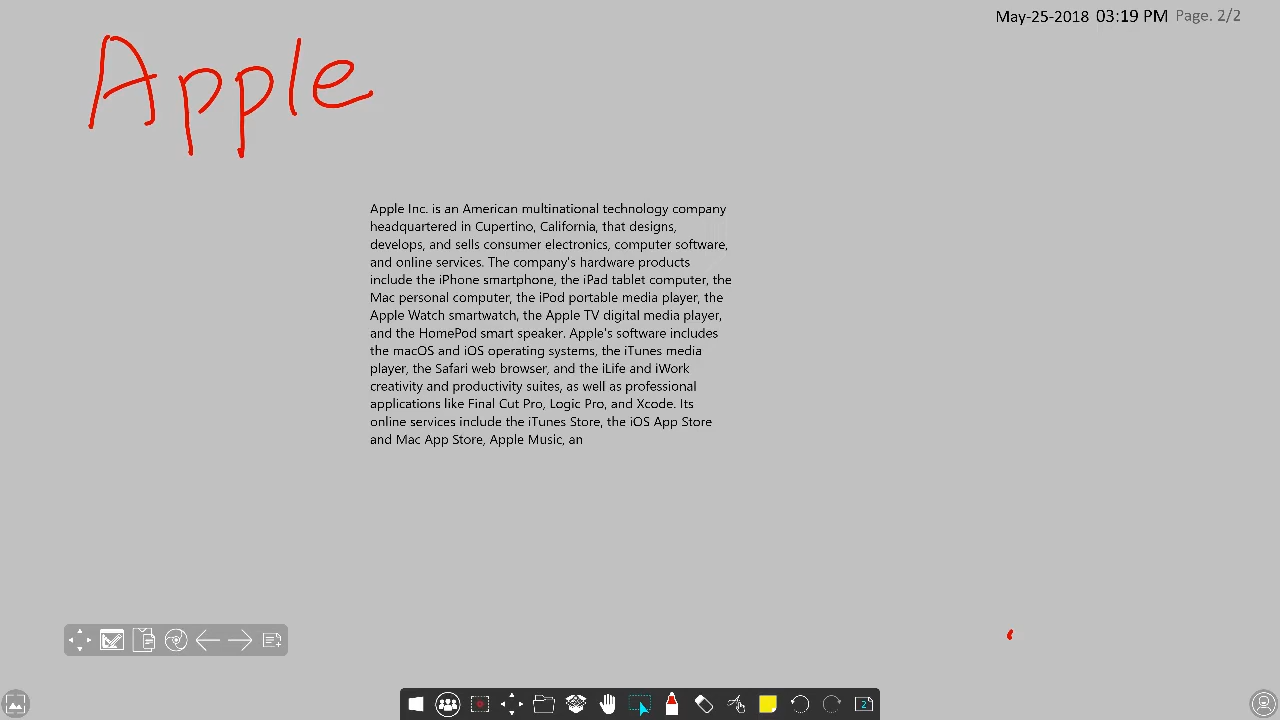 May-25-2018 03:19 PM Page. 2/2
Apple
Apple Inc. is an American multinational technology company
headquartered in Cupertino, California, that designs,
develops, and sells consumer electronics, computer software,
and online services. The company's hardware products
include the iPhone smartphone, the iPad tablet computer, the
Mac personal computer, the iPod portable media player, the
Apple Watch smartwatch, the Apple TV digital media player,
and the HomePod smart speaker. Apple's software includes
the macOS and iOS operating systems, the iTunes media
player, the Safari web browser, and the iLife and iWork
creativity and productivity suites, as well as professional
applications like Final Cut Pro, Logic Pro, and Xcode. Its
online services include the iTunes Store, the iOS App Store
and Mac App Store, Apple Music, an
2